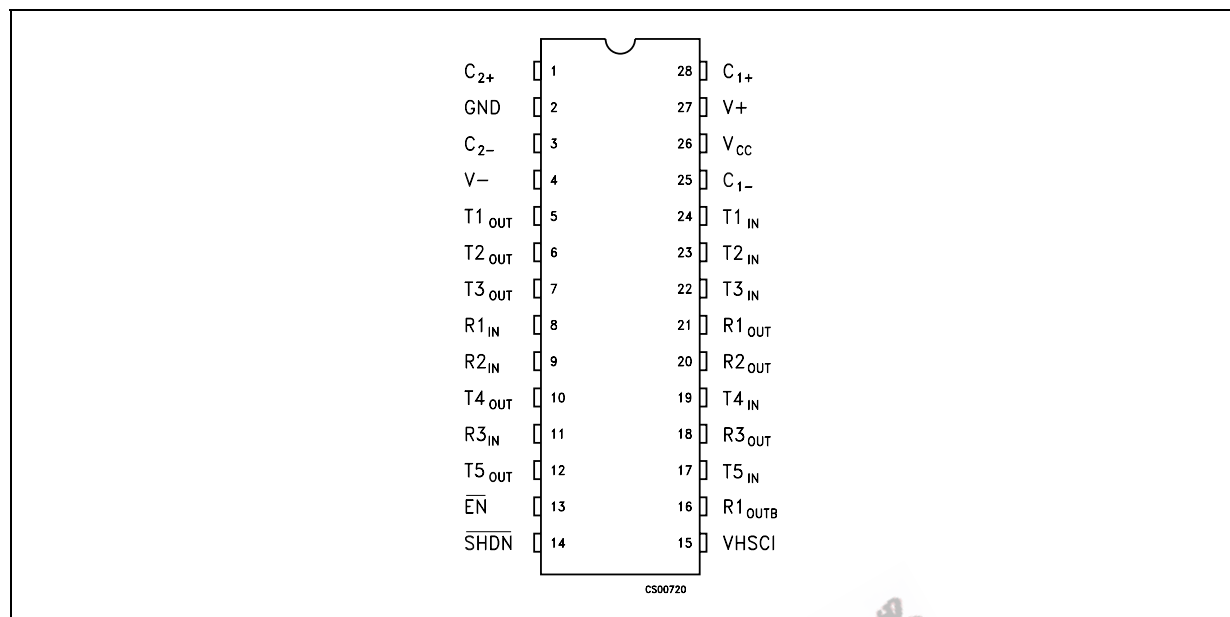 C2+ 1 28 C1+
GND 2 27 V+
C2− 3 26 VCC
V− 4 25 C1−
T1OUT 5 24 T1IN
T2OUT 6 23 T2IN
T3OUT 7 22 T3IN
R1IN 8 21 R1OUT
R2IN 9 20 R2OUT
T4OUT 10 19 T4IN
R3IN 11 18 R3OUT
T5OUT 12 17 T5IN
E̅N̅ 13 16 R1OUTB
S̅H̅D̅N̅ 14 15 VHSCI
CS00720